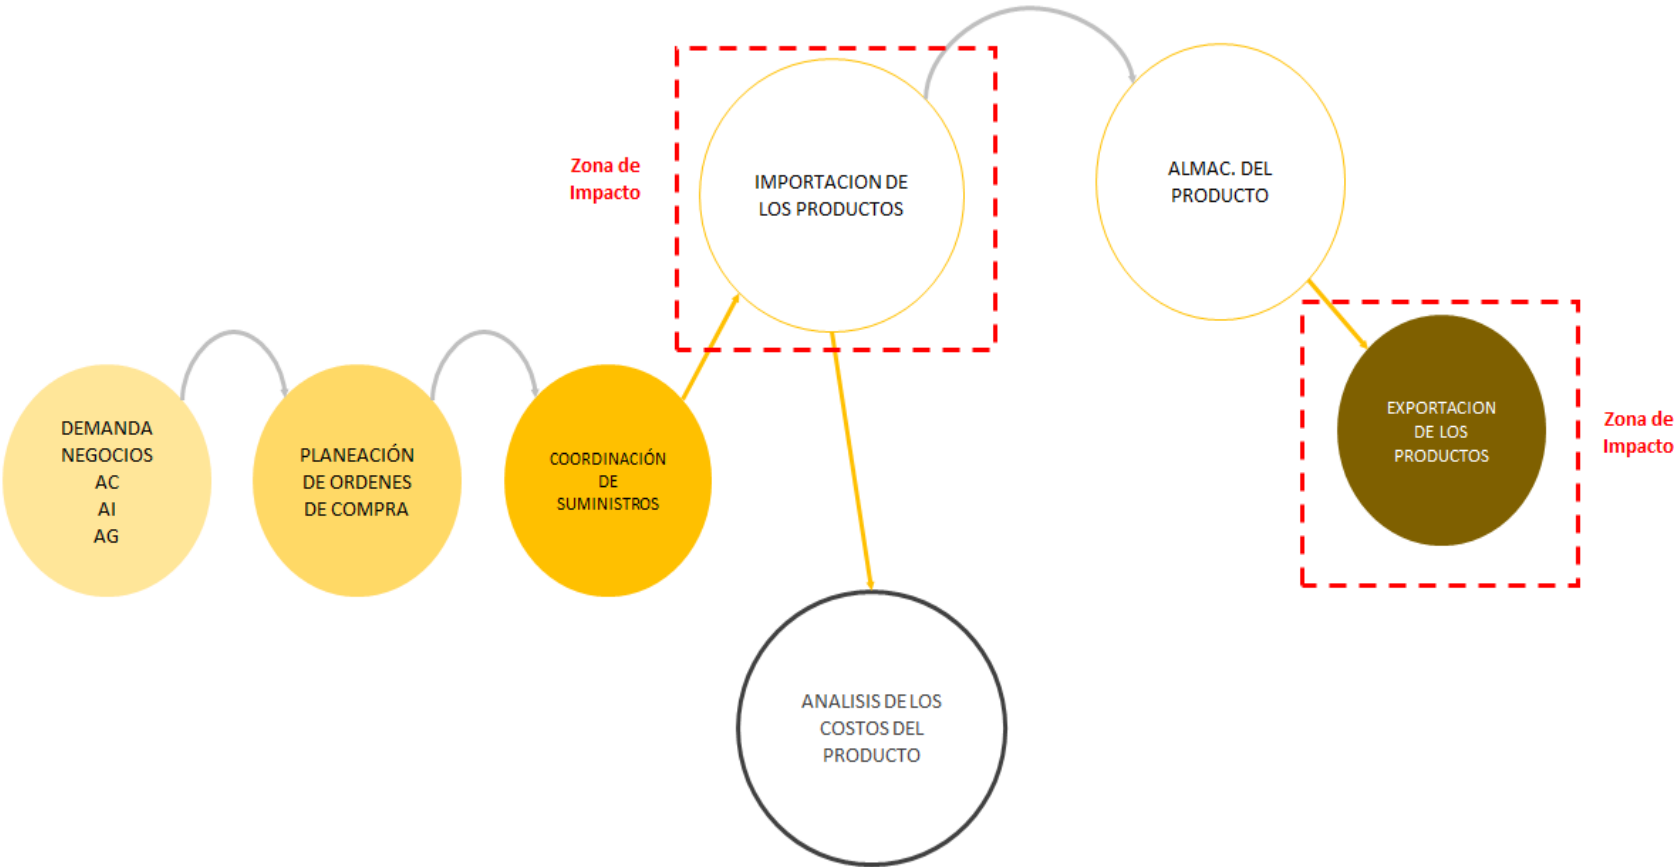 DEMANDA
NEGOCIOS
AC
AI
AG
PLANEACIÓN
DE ORDENES
DE COMPRA
COORDINACIÓN
DE
SUMINISTROS
Zona de
Impacto
IMPORTACION DE
LOS PRODUCTOS
ALMAC. DEL
PRODUCTO
EXPORTACION
DE LOS
PRODUCTOS
Zona de
Impacto
ANALISIS DE LOS
COSTOS DEL
PRODUCTO